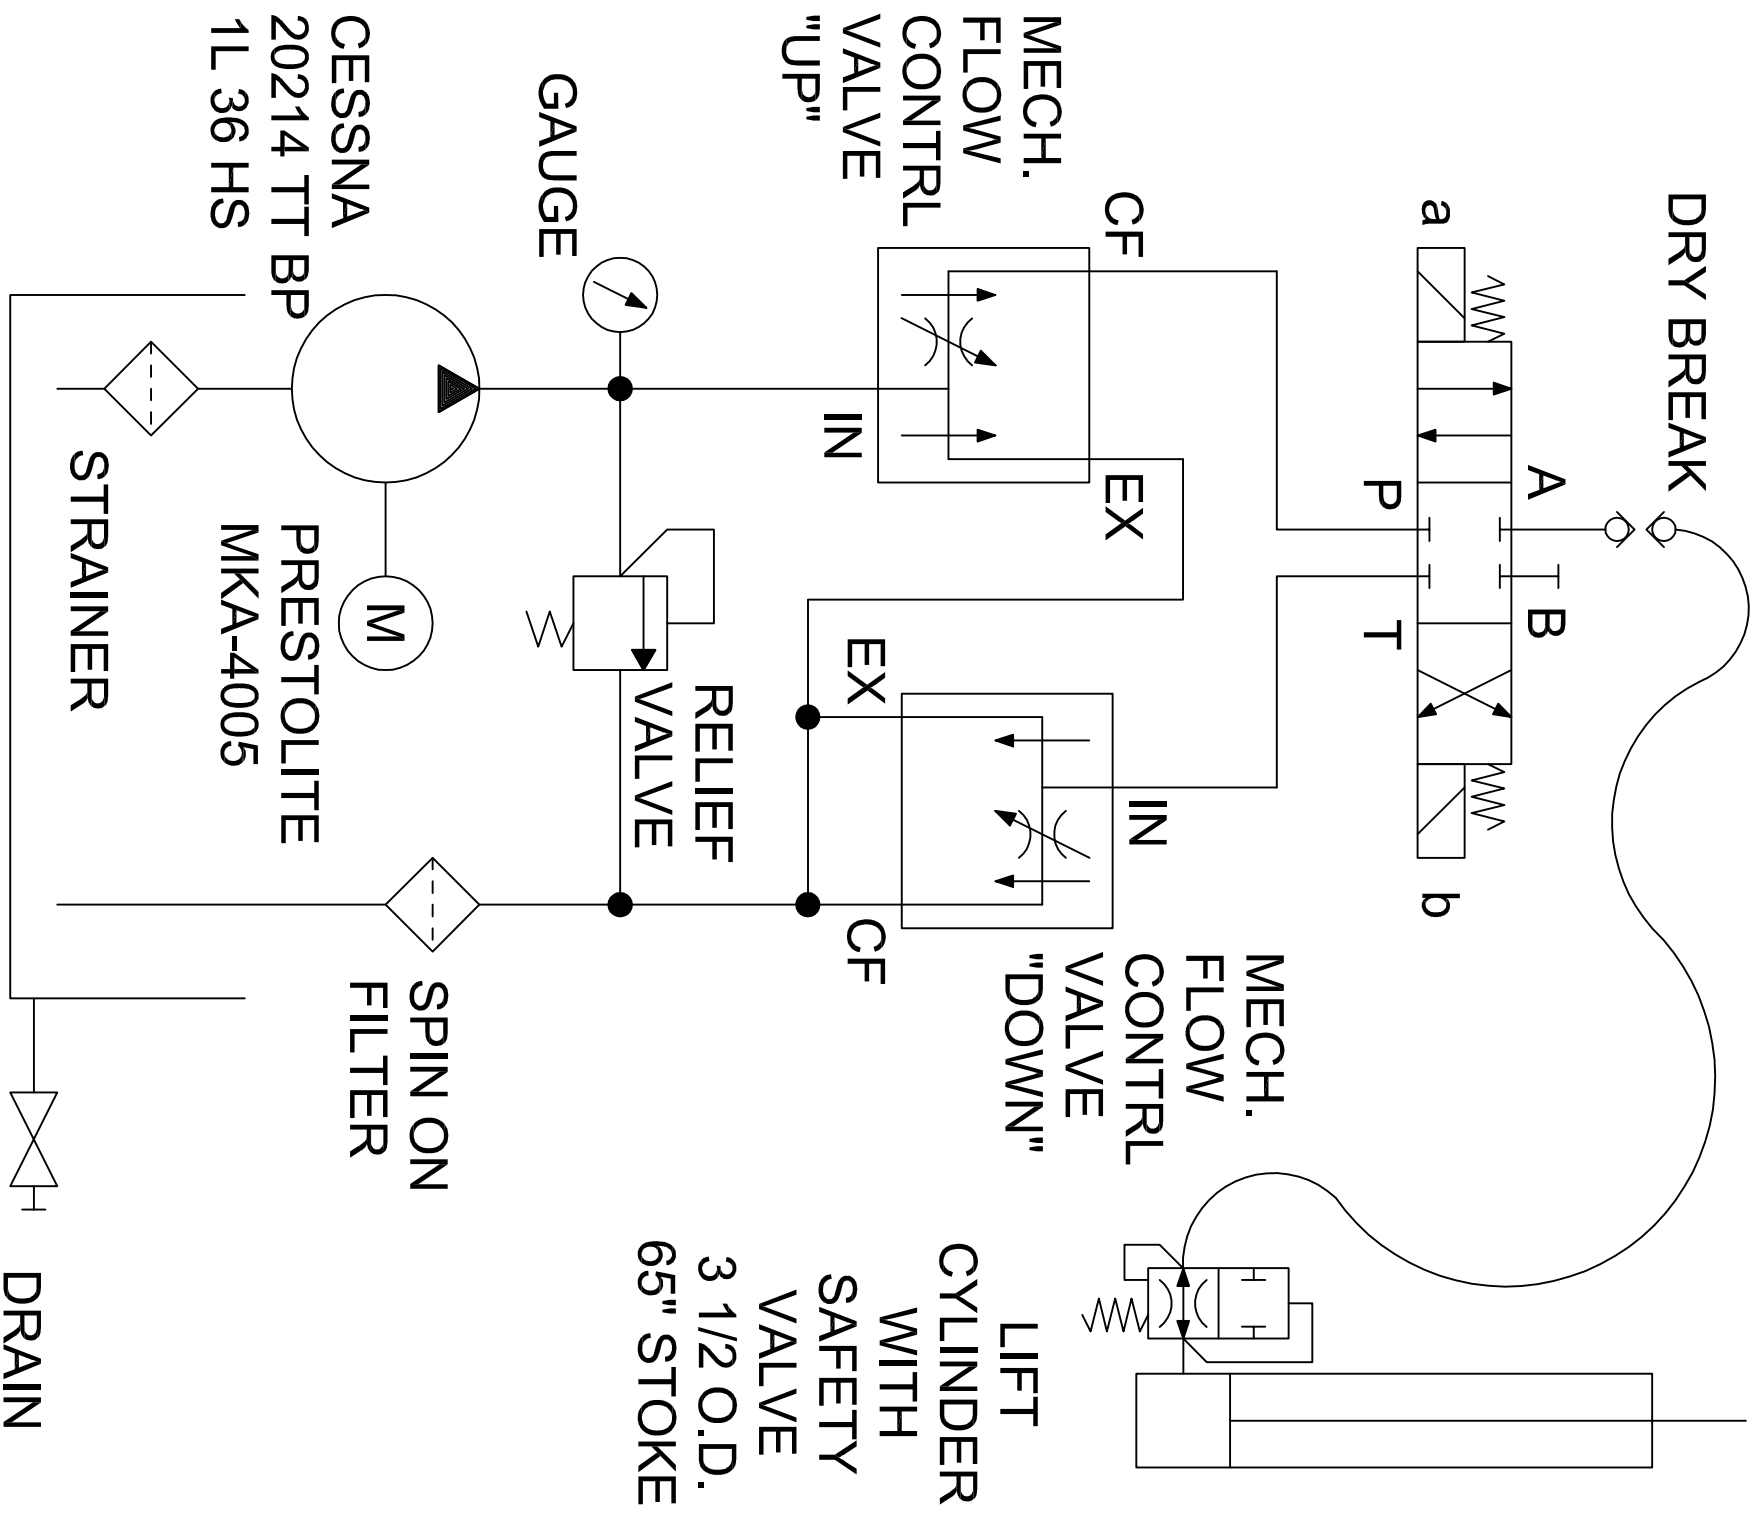 DRY BREAK
a
b
A
B
P
T
MECH.
FLOW
CONTRL
VALVE
"UP"
CF
EX
IN
MECH.
FLOW
CONTRL
VALVE
"DOWN"
IN
EX
CF
GAUGE
RELIEF
VALVE
CESSNA
20214 TT BP
1L 36 HS
M
PRESTOLITE
MKA-4005
STRAINER
SPIN ON
FILTER
DRAIN
LIFT
CYLINDER
WITH
SAFETY
VALVE
3 1/2 O.D.
65" STOKE